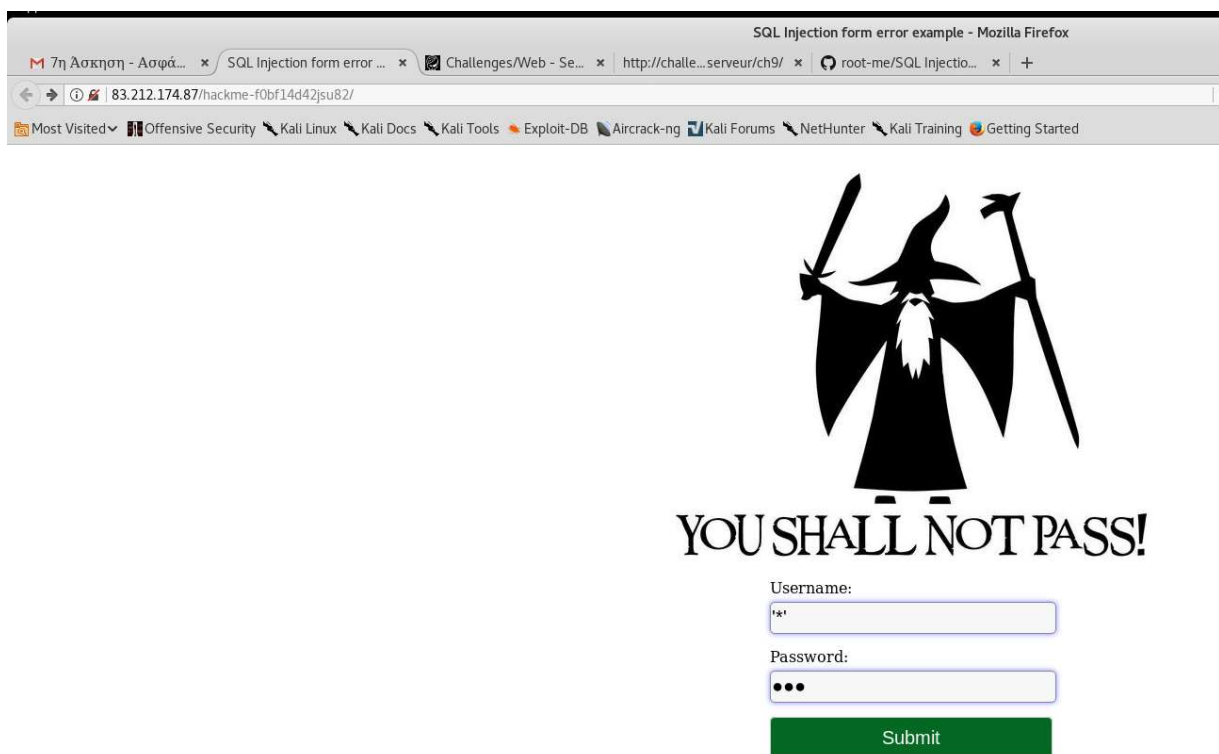 SQL Injection form error example - Mozilla Firefox
7η Άσκηση - Ασφά... × SQL Injection form error ... × Challenges/Web - Se... × http://challe...serveur/ch9/ × root-me/SQL Injectio... × +
83.212.174.87/hackme-f0bf14d42jsu82/
Most Visited Offensive Security Kali Linux Kali Docs Kali Tools Exploit-DB Aircrack-ng Kali Forums NetHunter Kali Training Getting Started
YOU SHALL NOT PASS!
Username:
'*'
Password:
●●●
Submit